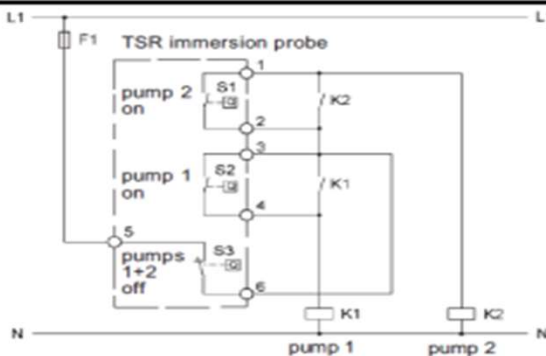 L1 L
F1 TSR immersion probe
1
pump 2
on
S1
K2
2
3
pump 1
on
S2
K1
4
5
pumps
1+2
off
S3
6
K1 K2
N N
pump 1 pump 2